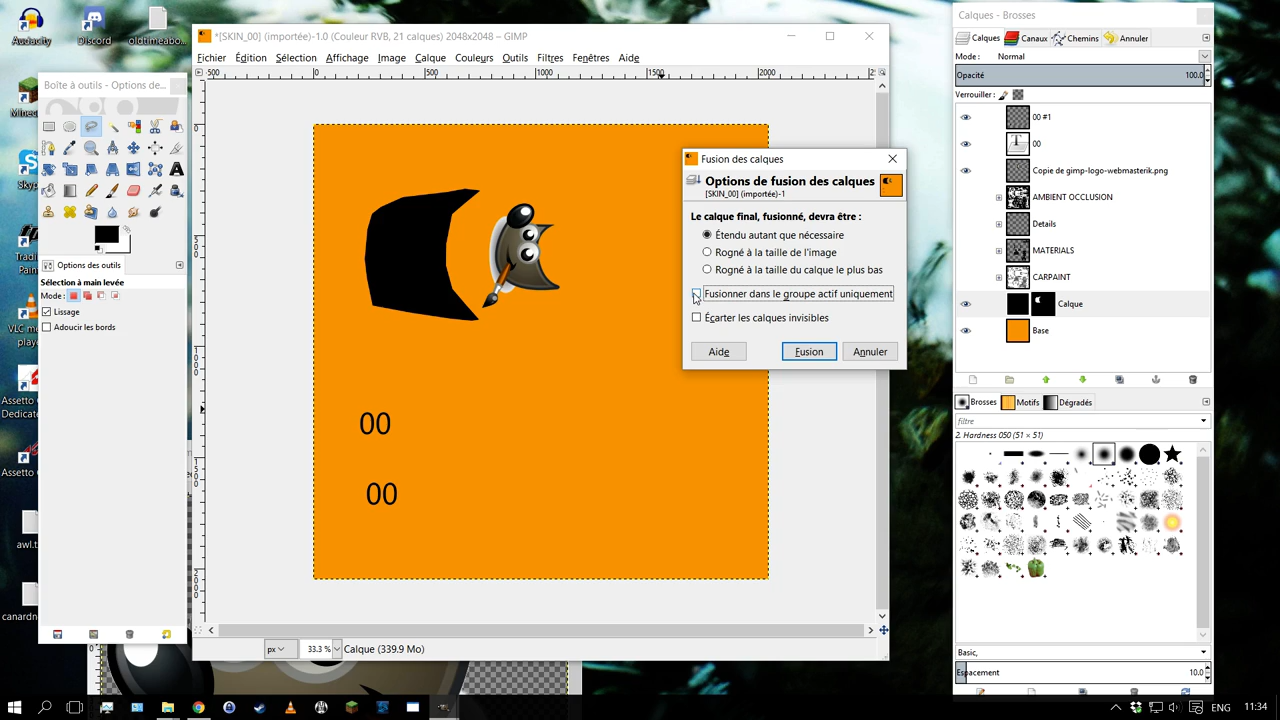 Audacity
Discord
oldtimeabo...
*[SKIN_00] (importée)-1.0 (Couleur RVB, 21 calques) 2048x2048 – GIMP
Fichier Édition Sélection Affichage Image Calque Couleurs Outils Filtres Fenêtres Aide
Boîte à outils - Options de...
Options des outils
Sélection à main levée
Mode :
Lissage
Adoucir les bords
00
00
px
33.3 %
Calque (339.9 Mo)
Fusion des calques
Options de fusion des calques
[SKIN_00] (importée)-1
Le calque final, fusionné, devra être :
Étendu autant que nécessaire
Rogné à la taille de l'image
Rogné à la taille du calque le plus bas
Fusionner dans le groupe actif uniquement
Écarter les calques invisibles
Aide
Fusion
Annuler
Calques - Brosses
Calques
Canaux
Chemins
Annuler
Mode :
Normal
Opacité
100.0
Verrouiller :
00 #1
00
Copie de gimp-logo-webmasterik.png
AMBIENT OCCLUSION
Details
MATERIALS
CARPAINT
Calque
Base
Brosses
Motifs
Dégradés
filtre
2. Hardness 050 (51 × 51)
Basic,
Espacement
10.0
ENG
11:34